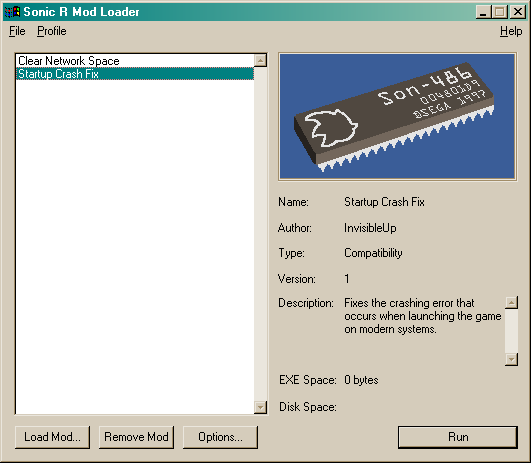 Sonic R Mod Loader
File Profile Help
Clear Network Space
Startup Crash Fix
Son-486
00480109
©SEGA 1997
Name: Startup Crash Fix
Author: InvisibleUp
Type: Compatibility
Version: 1
Description: Fixes the crashing error that
occurs when launching the game
on modern systems.
EXE Space: 0 bytes
Disk Space:
Load Mod... Remove Mod Options... Run